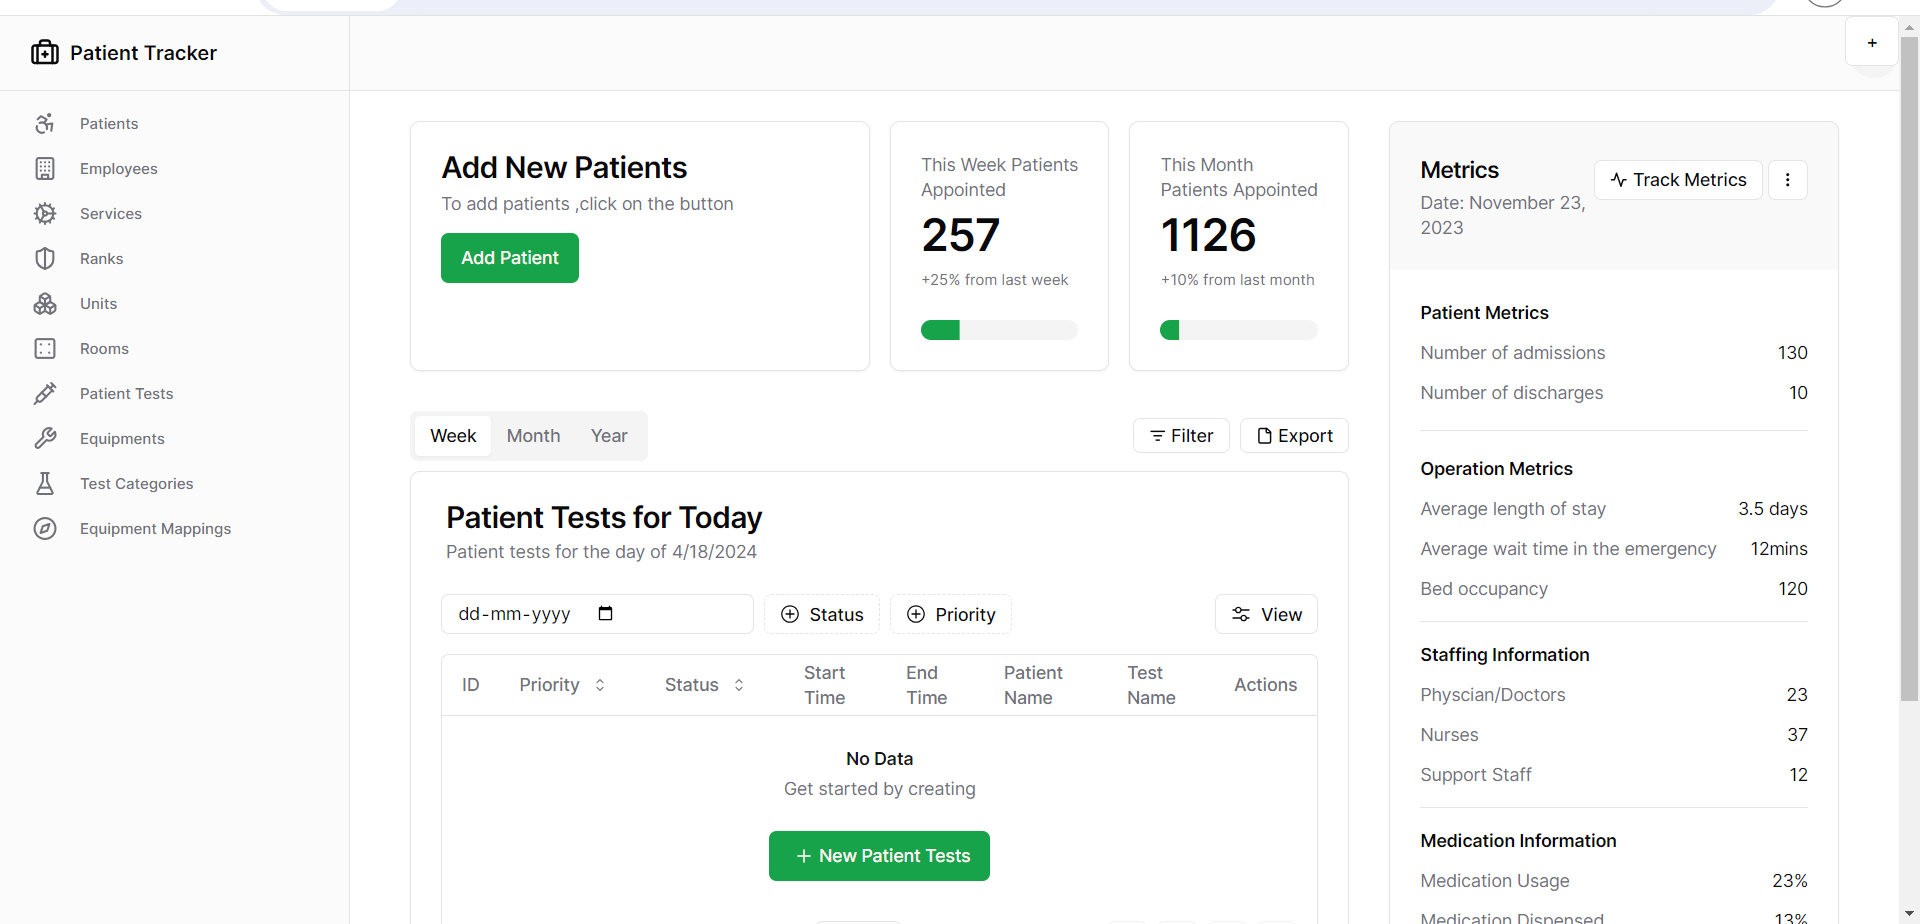 Patient Tracker
+
Patients
Employees
Services
Ranks
Units
Rooms
Patient Tests
Equipments
Test Categories
Equipment Mappings
Add New Patients
To add patients ,click on the button
Add Patient
This Week Patients
Appointed
257
+25% from last week
This Month
Patients Appointed
1126
+10% from last month
Week Month Year
Filter
Export
Patient Tests for Today
Patient tests for the day of 4/18/2024
dd-mm-yyyy
Status
Priority
View
ID Priority Status Start Time End Time Patient Name Test Name Actions
No Data
Get started by creating
+ New Patient Tests
Metrics
Date: November 23,
2023
Track Metrics
Patient Metrics
Number of admissions 130
Number of discharges 10
Operation Metrics
Average length of stay 3.5 days
Average wait time in the emergency 12mins
Bed occupancy 120
Staffing Information
Physcian/Doctors 23
Nurses 37
Support Staff 12
Medication Information
Medication Usage 23%
Medication Dispensed 13%